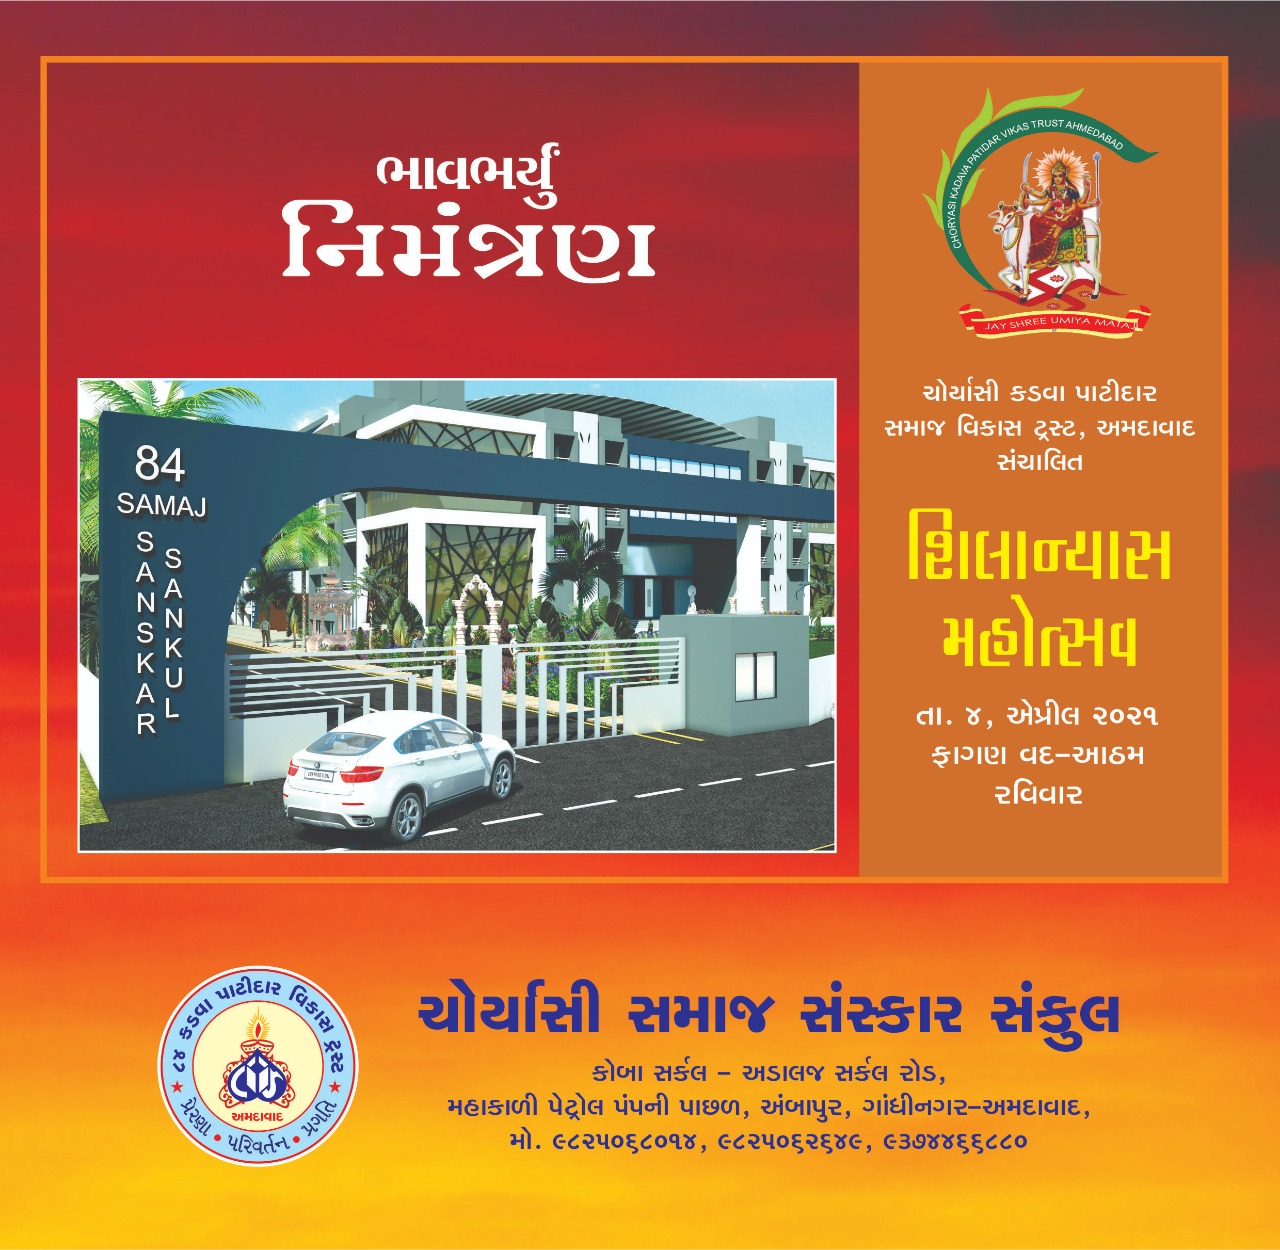 ભાવભર્યું
નિમંત્રણ
CHORYASI KADAVA PATIDAR VIKAS TRUST AHMEDABAD
JAY SHREE UMIYA MATAJI
ચોર્યાસી કડવા પાટીદાર
સમાજ વિકાસ ટ્રસ્ટ, અમદાવાદ
સંચાલિત
શિલાન્યાસ
મહોત્સવ
તા. ૪, એપ્રીલ ૨૦૨૧
ફાગણ વદ-આઠમ
રવિવાર
84
SAMAJ
SANSKAR
SANKUL
ચોર્યાસી સમાજ સંસ્કાર સંકુલ
કોબા સર્કલ - અડાલજ સર્કલ રોડ,
મહાકાળી પેટ્રોલ પંપની પાછળ, અંબાપુર, ગાંધીનગર-અમદાવાદ,
મો. ૯૮૨૫૦૬૮૦૧૪, ૯૮૨૫૦૬૨૬૪૯, ૯૩૭૪૪૬૬૮૮૦
૮૪ કડવા પાટીદાર વિકાસ ટ્રસ્ટ
અમદાવાદ
પ્રેરણા • પરિવર્તન • પ્રગતિ